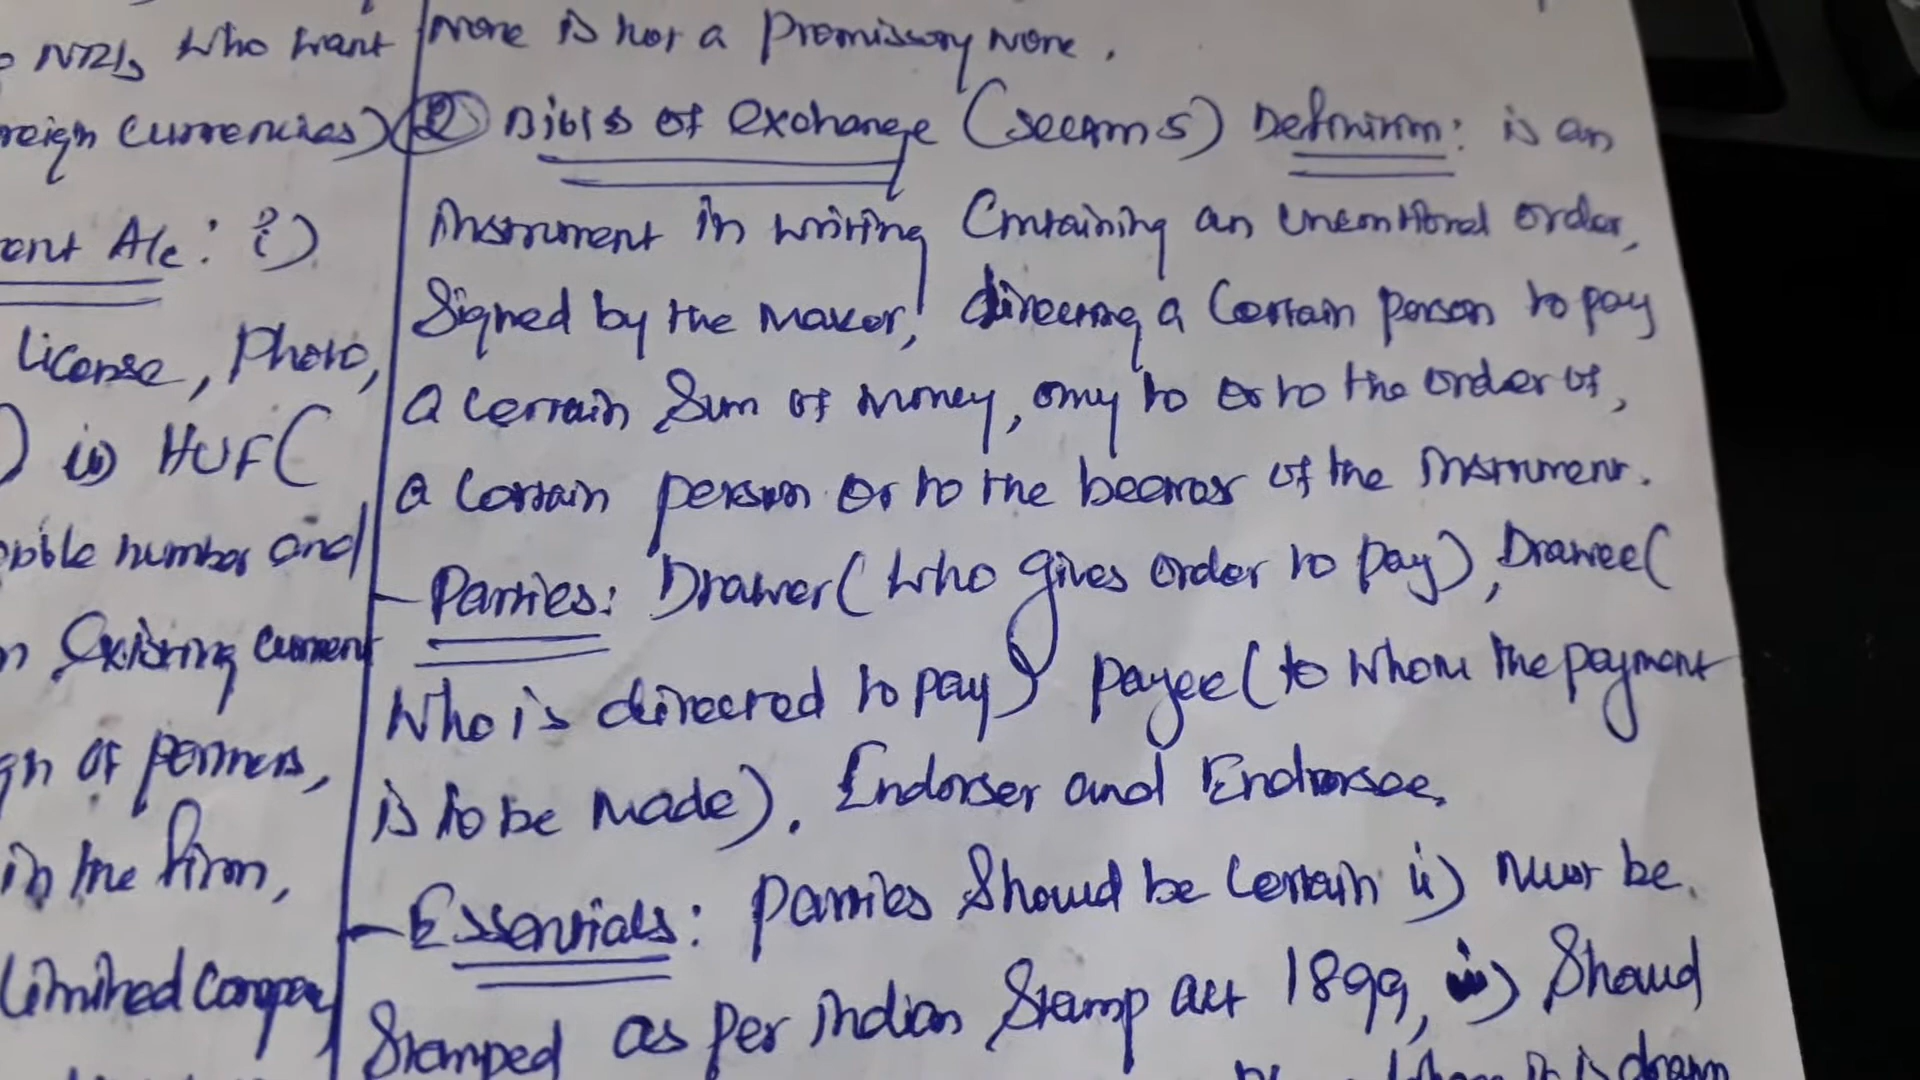 NRIs who want
reign currencies)
ent A/c: i)
License, Photo,
) ii) HUF(
number and
Existing current
of partners,
in the firm,
Limited Company
Note is not a Promissory Note.
2 Bills of exchange (sec 5) Definition: is an
Instrument in writing Containing an unconditional order,
Signed by the Maker, directing a Certain person to pay
a certain Sum of money, only to or to the order of,
a certain person or to the bearer of the Instrument.
- Parties: Drawer (who gives order to pay), Drawee (
Who is directed to pay) payee (to whom the payment
is to be made). Endorser and Endorsee.
- Essentials: parties should be certain ii) Must be
Stamped as per Indian Stamp act 1899, iii) Should
it is drawn